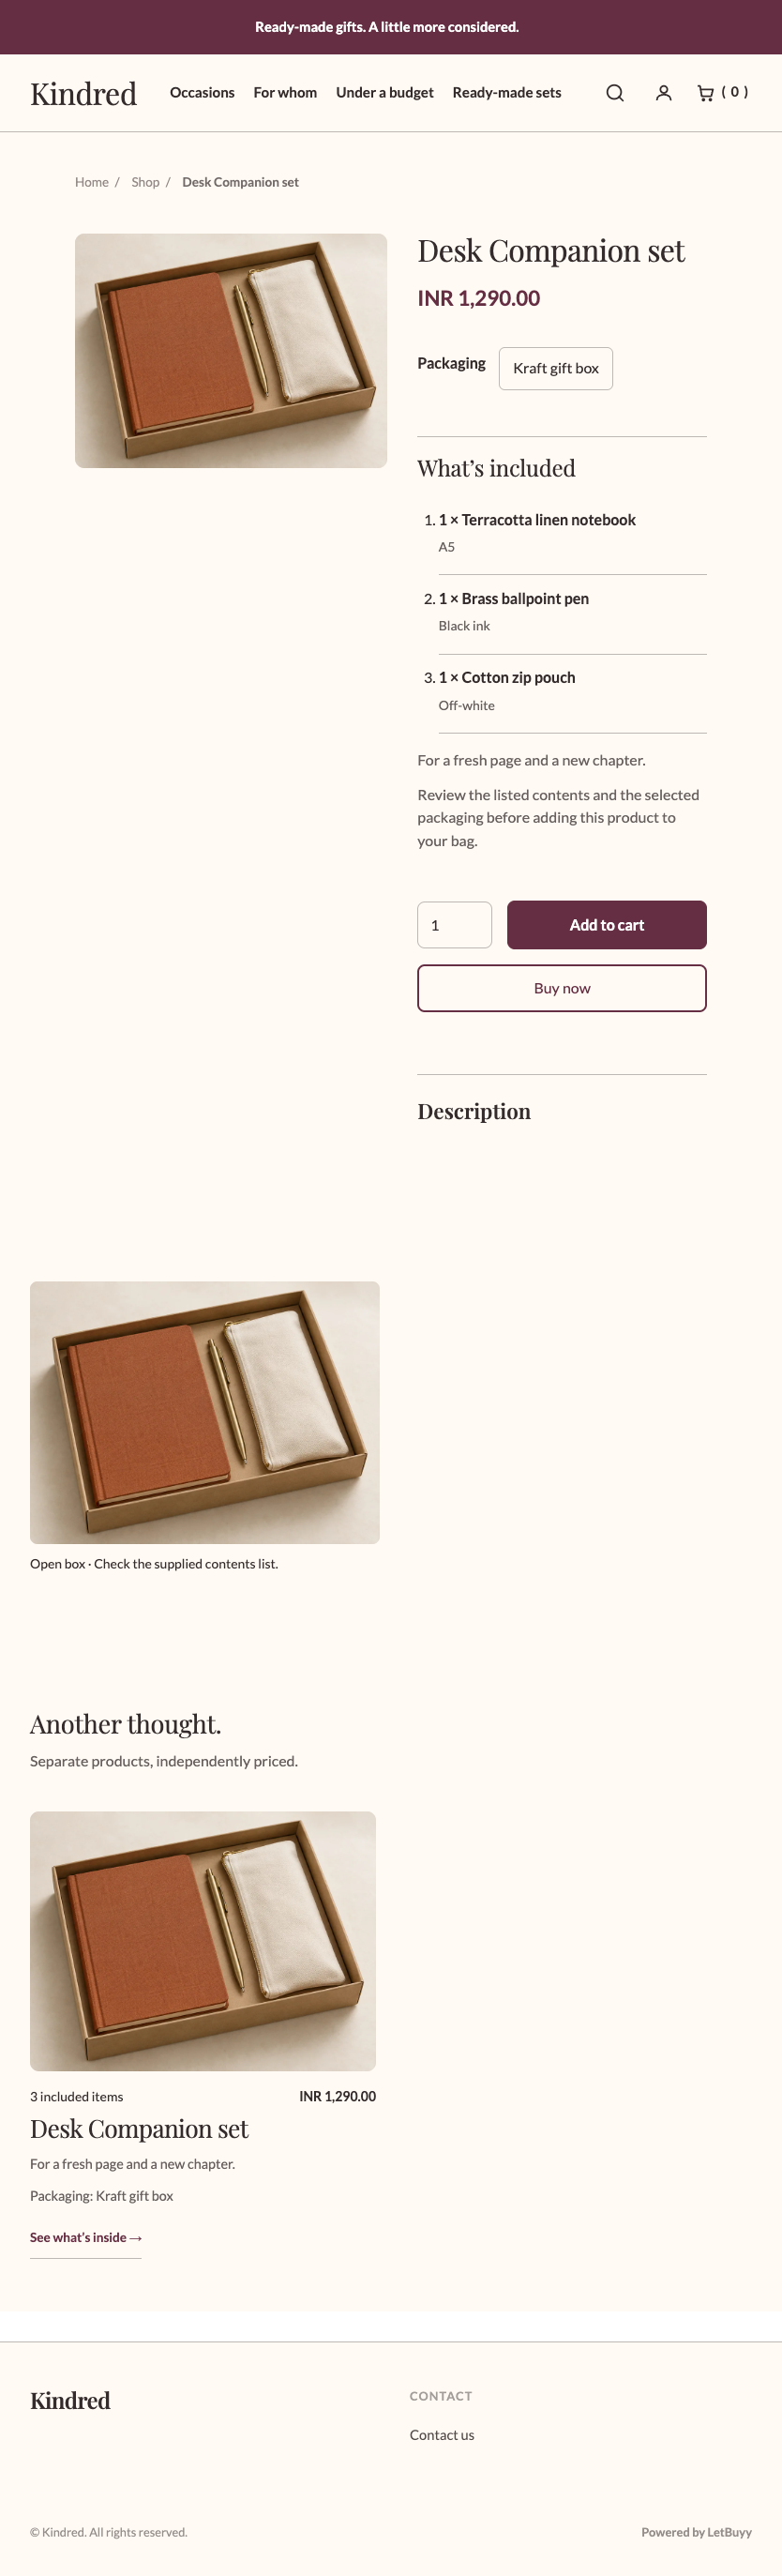 Ready-made gifts. A little more considered.
Kindred
Occasions
For whom
Under a budget
Ready-made sets
( 0 )
Home / Shop / Desk Companion set
Desk Companion set
INR 1,290.00
Packaging
Kraft gift box
What's included
1. 1 × Terracotta linen notebook
A5
2. 1 × Brass ballpoint pen
Black ink
3. 1 × Cotton zip pouch
Off-white
For a fresh page and a new chapter.
Review the listed contents and the selected
packaging before adding this product to
your bag.
1
Add to cart
Buy now
Description
Open box · Check the supplied contents list.
Another thought.
Separate products, independently priced.
3 included items
INR 1,290.00
Desk Companion set
For a fresh page and a new chapter.
Packaging: Kraft gift box
See what's inside →
Kindred
CONTACT
Contact us
© Kindred. All rights reserved.
Powered by LetBuyy